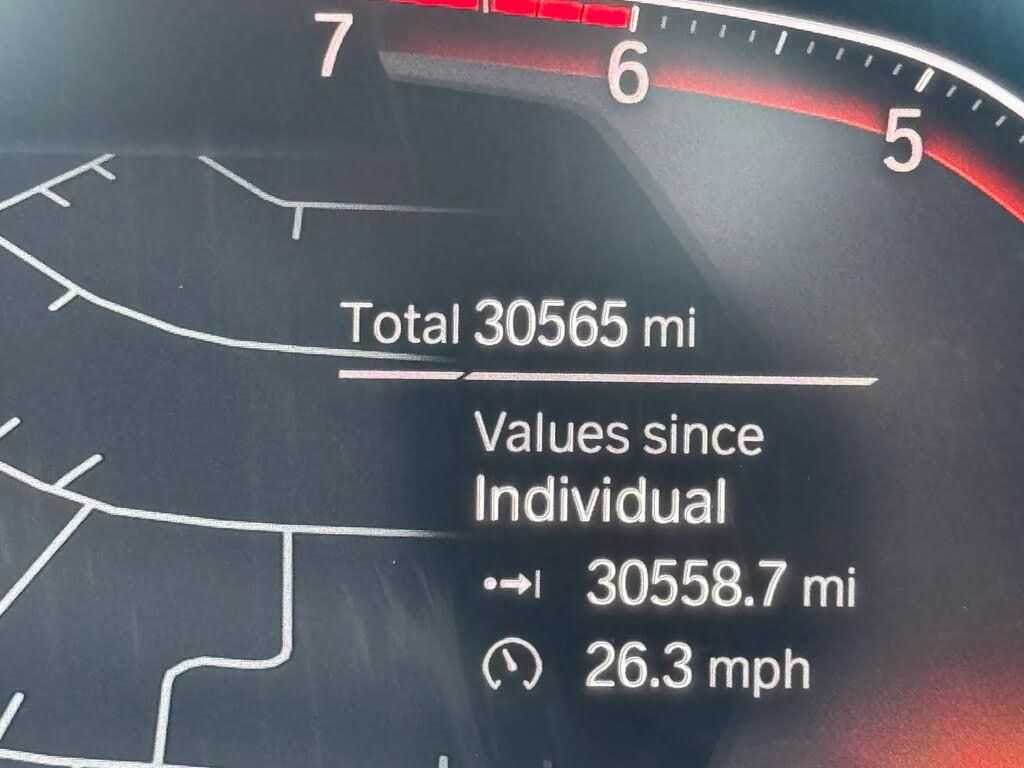 7
6
5
Total 30565 mi
Values since
Individual
30558.7 mi
26.3 mph